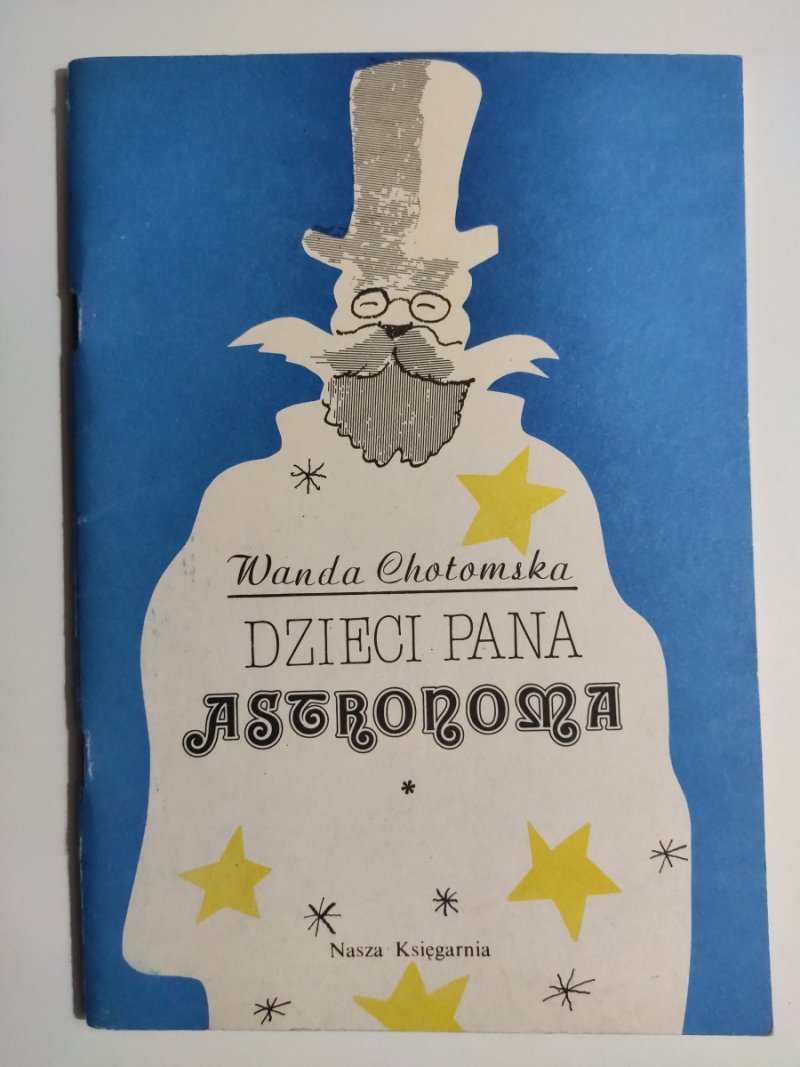 Wanda Chotomska
DZIECI PANA
ASTRONOMA
*
Nasza Księgarnia